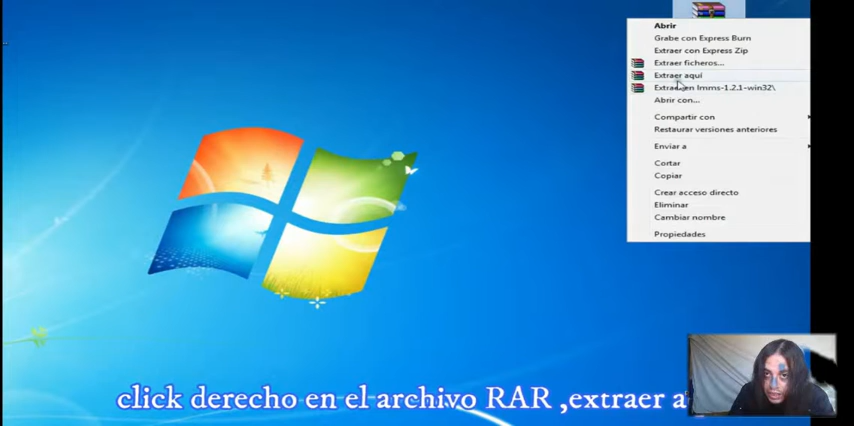 Abrir
Grabe con Express Burn
Extraer con Express Zip
Extraer ficheros...
Extraer aquí
Extraer en lmms-1.2.1-win32\
Abrir con...
Compartir con
Restaurar versiones anteriores
Enviar a
Cortar
Copiar
Crear acceso directo
Eliminar
Cambiar nombre
Propiedades
click derecho en el archivo RAR ,extraer a